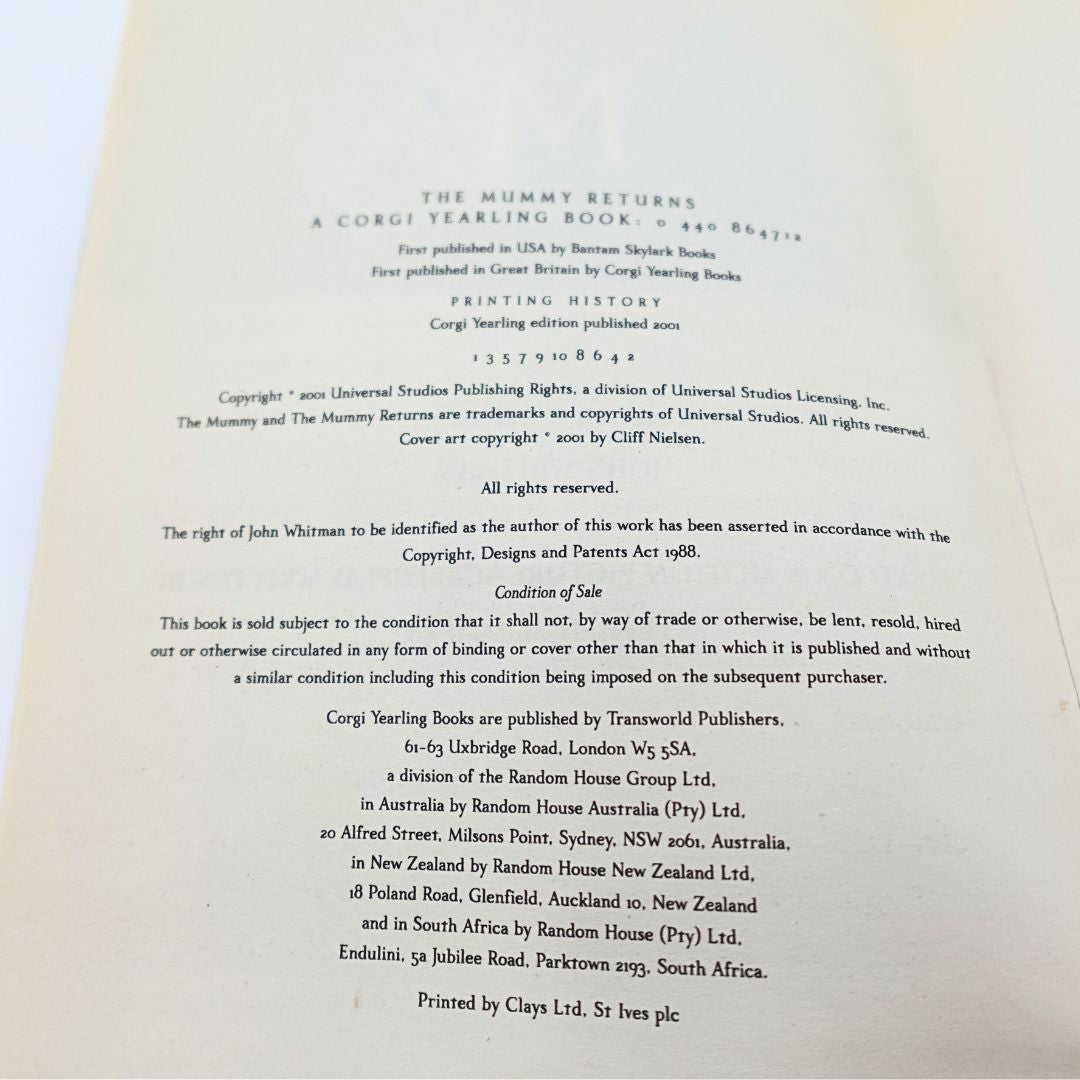 THE MUMMY RETURNS
A CORGI YEARLING BOOK: 0 440 864712
First published in USA by Bantam Skylark Books
First published in Great Britain by Corgi Yearling Books
PRINTING HISTORY
Corgi Yearling edition published 2001
1 3 5 7 9 10 8 6 4 2
Copyright © 2001 Universal Studios Publishing Rights, a division of Universal Studios Licensing, Inc.
The Mummy and The Mummy Returns are trademarks and copyrights of Universal Studios. All rights reserved.
Cover art copyright © 2001 by Cliff Nielsen.
All rights reserved.
The right of John Whitman to be identified as the author of this work has been asserted in accordance with the
Copyright, Designs and Patents Act 1988.
Condition of Sale
This book is sold subject to the condition that it shall not, by way of trade or otherwise, be lent, resold, hired
out or otherwise circulated in any form of binding or cover other than that in which it is published and without
a similar condition including this condition being imposed on the subsequent purchaser.
Corgi Yearling Books are published by Transworld Publishers,
61-63 Uxbridge Road, London W5 5SA,
a division of the Random House Group Ltd,
in Australia by Random House Australia (Pty) Ltd,
20 Alfred Street, Milsons Point, Sydney, NSW 2061, Australia,
in New Zealand by Random House New Zealand Ltd,
18 Poland Road, Glenfield, Auckland 10, New Zealand
and in South Africa by Random House (Pty) Ltd,
Endulini, 5a Jubilee Road, Parktown 2193, South Africa.
Printed by Clays Ltd, St Ives plc